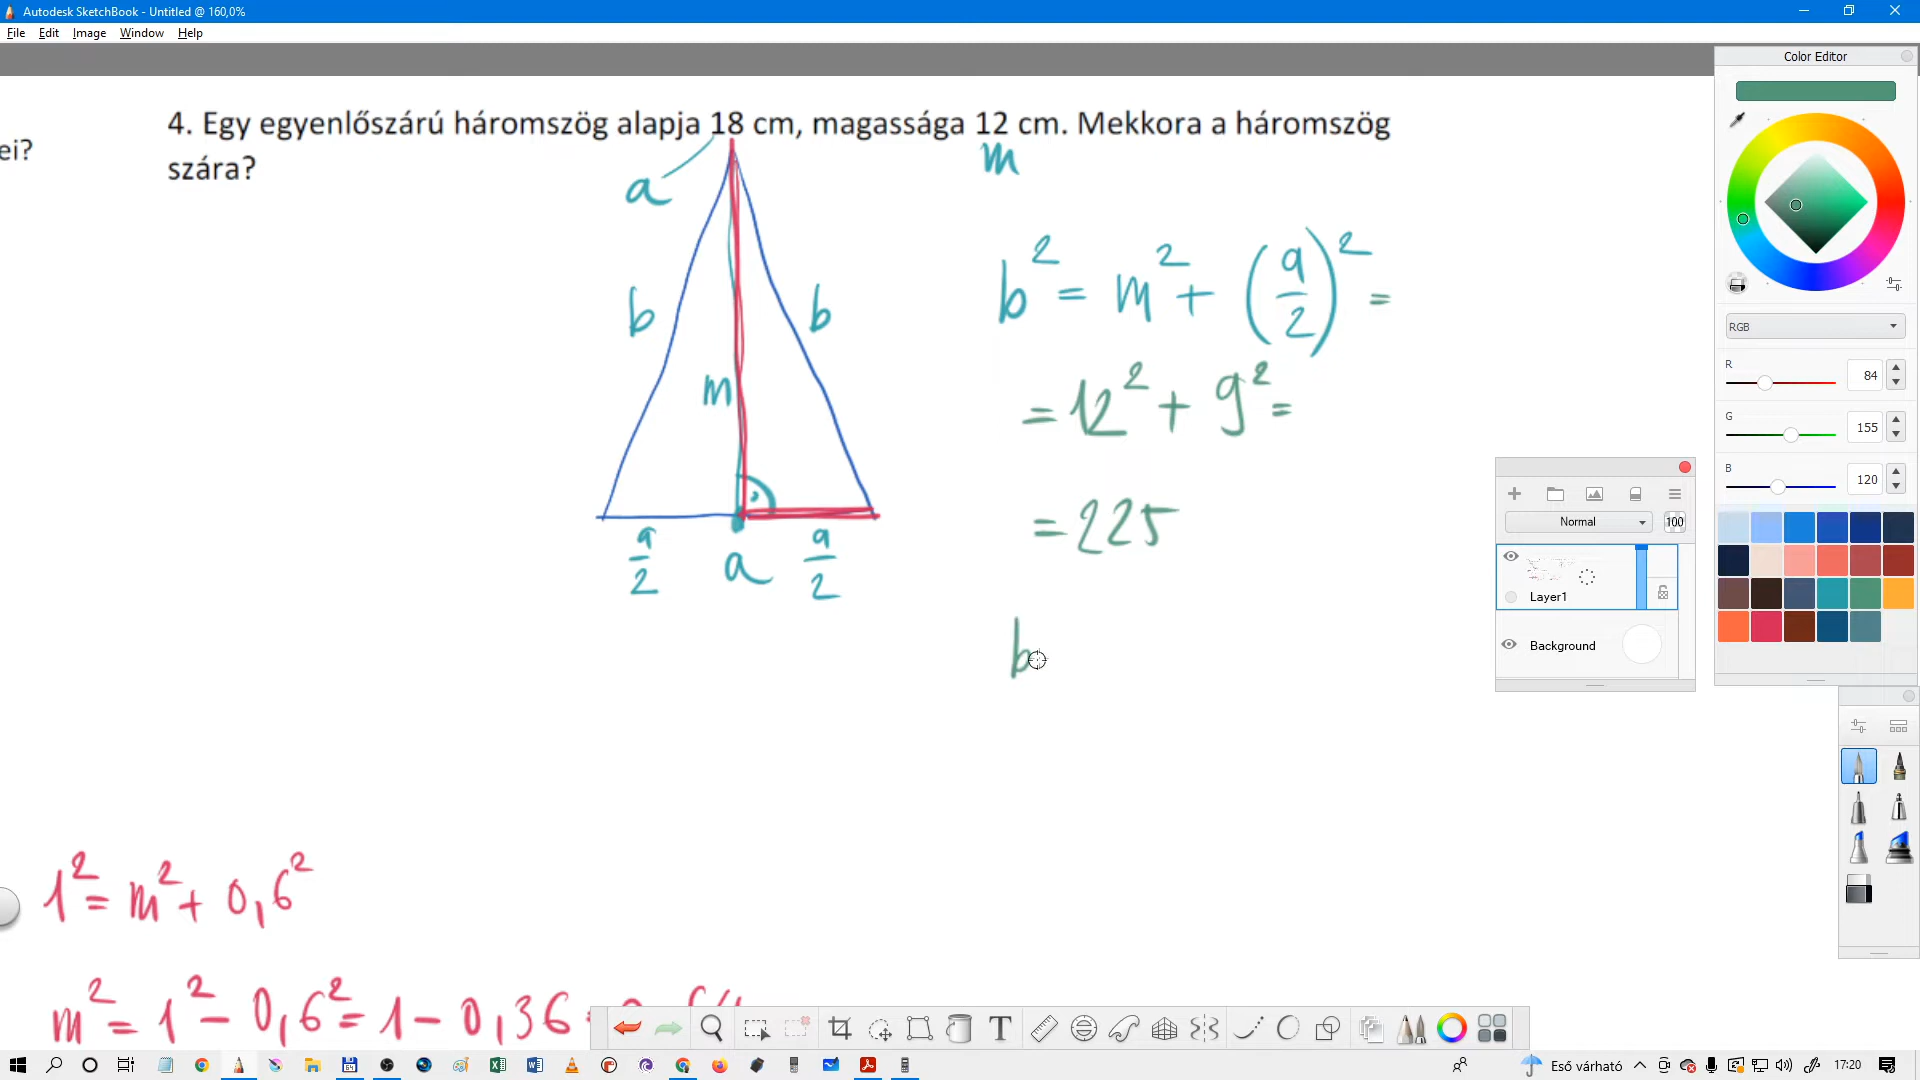 Autodesk SketchBook - Untitled @ 160,0%
File Edit Image Window Help
ei?
4. Egy egyenlőszárú háromszög alapja 18 cm, magassága 12 cm. Mekkora a háromszög
szára?
a
m
b
b
m
a/2
a
a/2
b² = m² + (a/2)² =
= 12² + 9² =
= 225
b
1² = m² + 0,6²
m² = 1² - 0,6² = 1 - 0,36
Color Editor
RGB
R 84
G 155
B 120
Normal 100
Layer1
Background
T
64
Eső várható
17:20